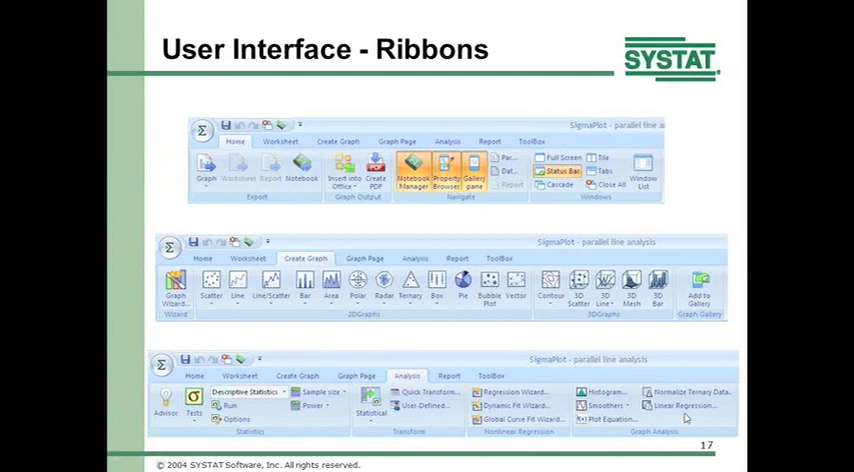 User Interface - Ribbons
SYSTAT
SigmaPlot - parallel line a
Home Worksheet Create Graph Graph Page Analysis Report ToolBox
Graph Worksheet Report Notebook Insert into Office Create PDF Notebook Manager Property Browser Gallery pane Par... Dat... Report Full Screen Status Bar Cascade Tile Tabs Close All Window List
Export Graph Output Navigate Windows
SigmaPlot - parallel line analysis
Home Worksheet Create Graph Graph Page Analysis Report ToolBox
Graph Wizard... Scatter Line Line/Scatter Bar Area Polar Radar Ternary Box Pie Bubble Plot Vector Contour 3D Scatter 3D Line 3D Mesh 3D Bar Add to Gallery
Wizard 2DGraphs 3DGraphs Graph Gallery
SigmaPlot - parallel line analysis
Home Worksheet Create Graph Graph Page Analysis Report ToolBox
Advisor Tests Descriptive Statistics Run Options Sample size Power Statistical Quick Transform... User-Defined... Regression Wizard... Dynamic Fit Wizard... Global Curve Fit Wizard... Histogram... Smoothers Plot Equation... Normalize Ternary Data... Linear Regression...
Statistics Transform Nonlinear Regression Graph Analysis
17
© 2004 SYSTAT Software, Inc. All rights reserved.